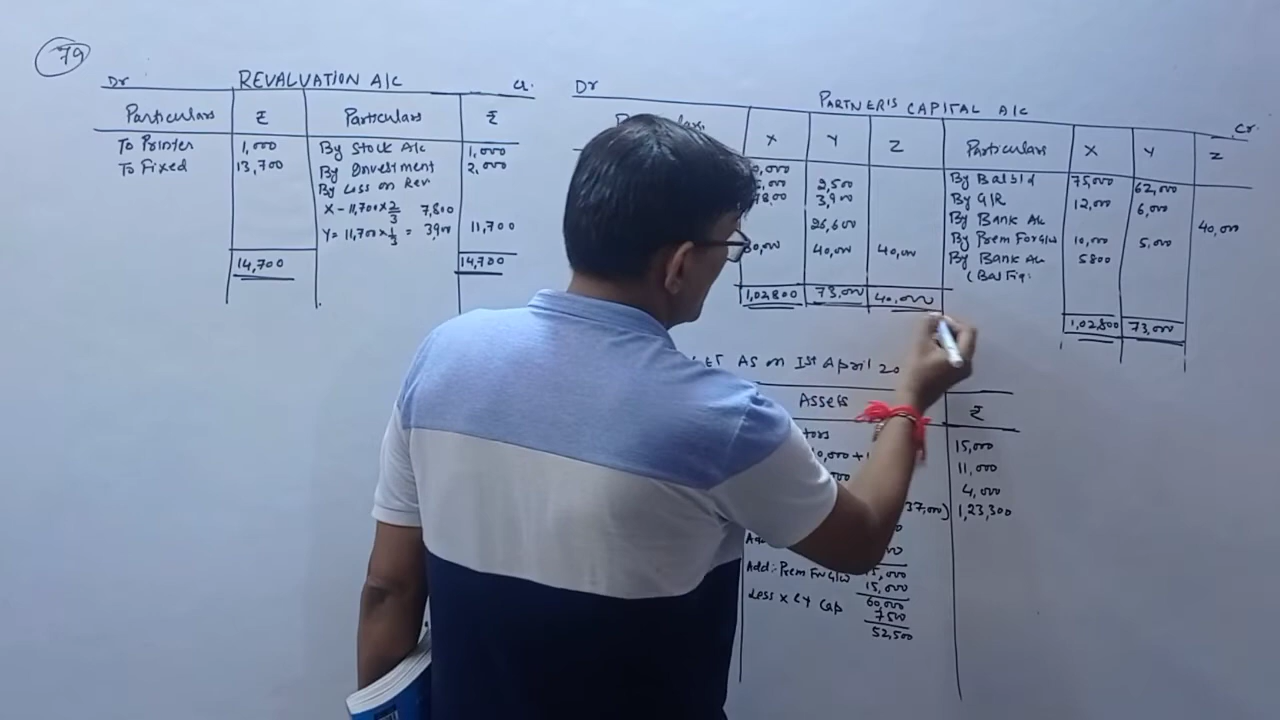 79
Dr REVALUATION A/C Cr.
Particulars ₹ Particulars ₹
To Printer 1,000 By Stock A/c 1,000
To Fixed 13,700 By Investment 2,000
By Loss on Rev
X - 11,700 x 2/3 7,800
Y = 11,700 x 1/3 = 3,900 11,700
14,700 14,700
Dr PARTNER'S CAPITAL A/C Cr.
X Y Z Particulars X Y Z
2,500 By Bal b/d 75,000 62,000
3,900 By G/R 12,000 6,000
26,600 By Bank A/c 40,000
40,000 40,000 By Prem For G/w 10,000 5,000
By Bank A/c 5800
(Bal Fig.
1,02,800 73,000 40,000
1,02,800 73,000
As on 1st April 20
Assets ₹
15,000
11,000
4,000
37,000) 1,23,300
Add:- Prem For G/w
15,000
Less X & Y Cap 60,000
7500
52,500